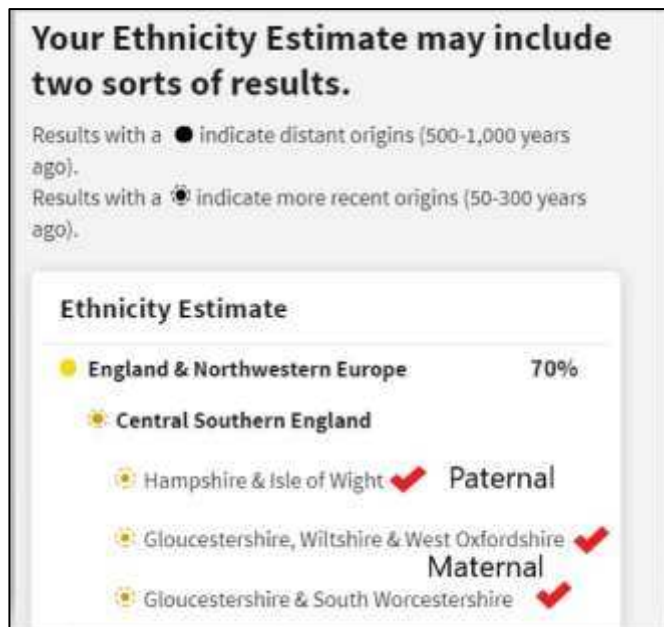 Your Ethnicity Estimate may include
two sorts of results.
Results with a ● indicate distant origins (500-1,000 years
ago).
Results with a indicate more recent origins (50-300 years
ago).
Ethnicity Estimate
England & Northwestern Europe 70%
Central Southern England
Hampshire & Isle of Wight Paternal
Gloucestershire, Wiltshire & West Oxfordshire
Maternal
Gloucestershire & South Worcestershire